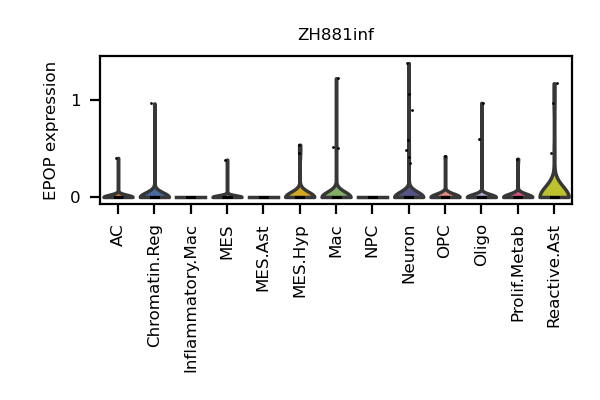 ZH881inf
EPOP expression
1
0
AC
Chromatin.Reg
Inflammatory.Mac
MES
MES.Ast
MES.Hyp
Mac
NPC
Neuron
OPC
Oligo
Prolif.Metab
Reactive.Ast